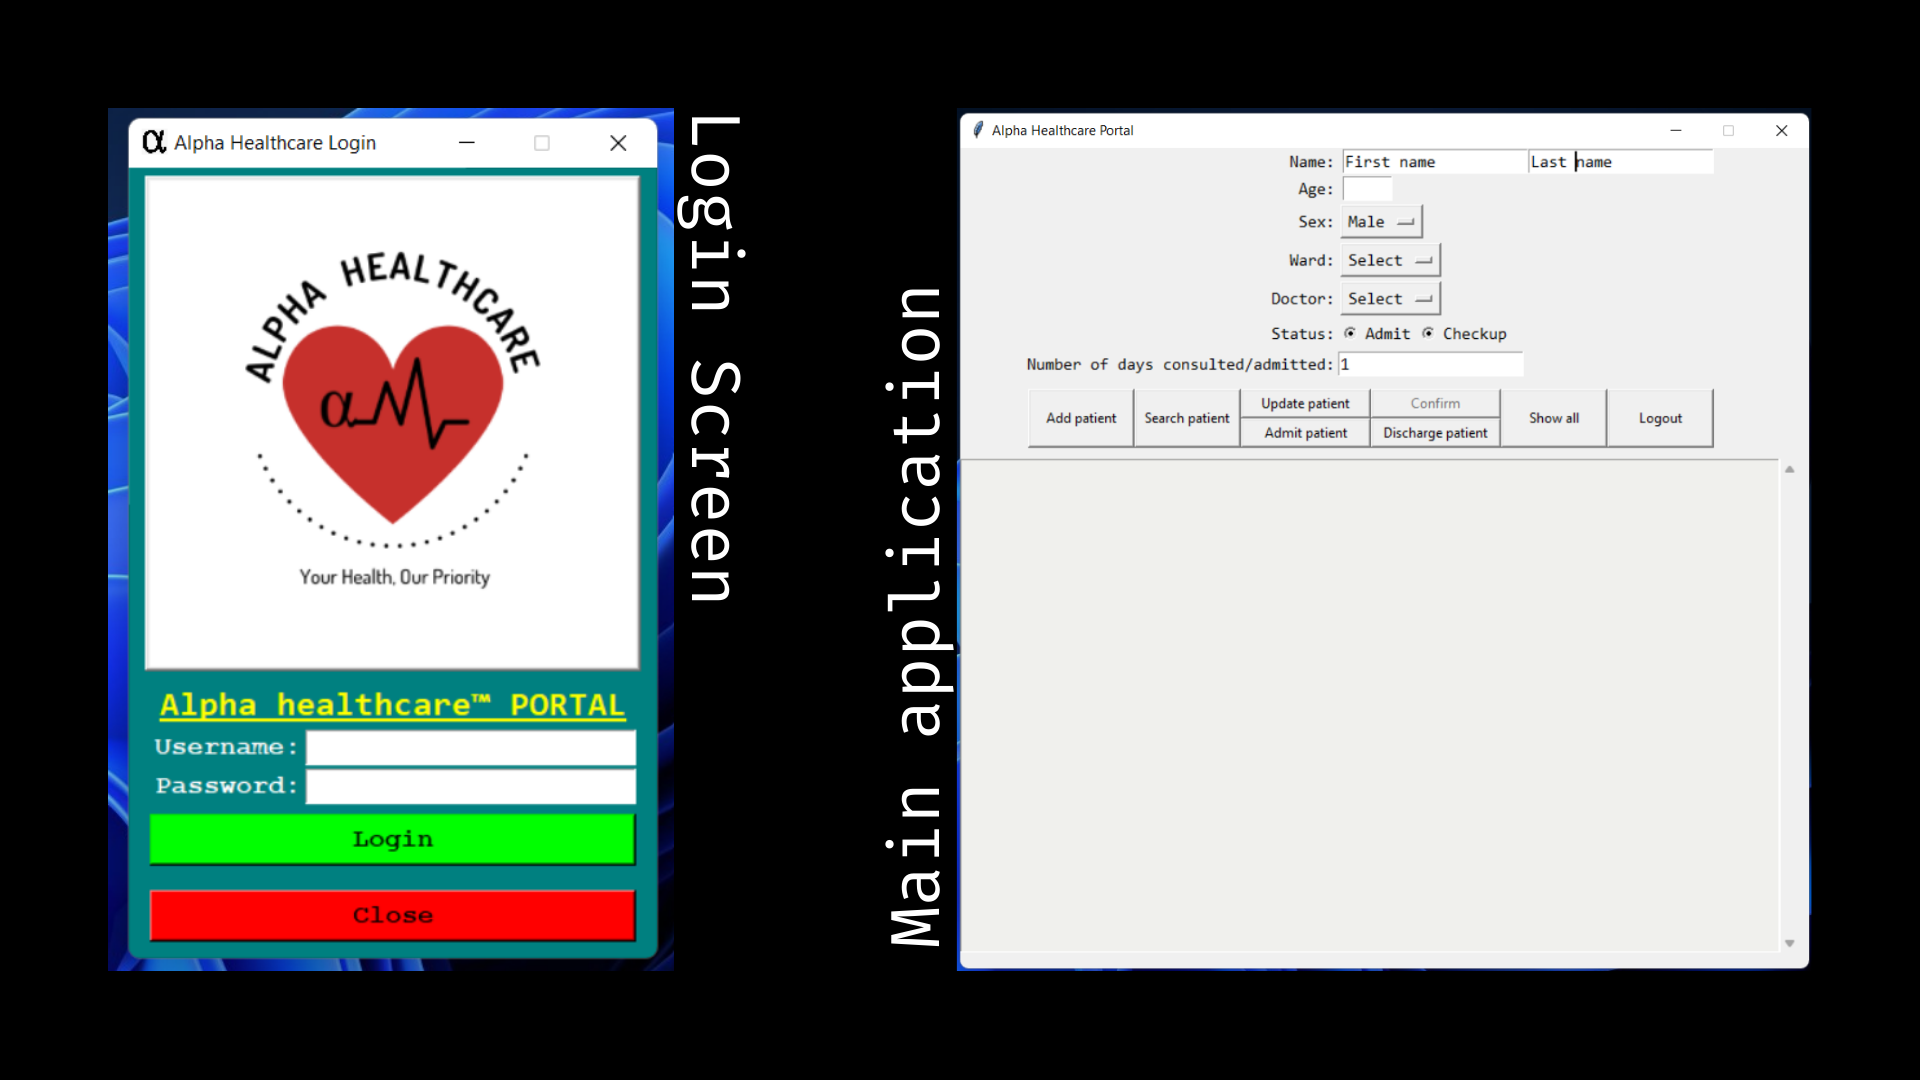 α Alpha Healthcare Login
ALPHA HEALTHCARE
α
Your Health, Our Priority
Alpha healthcare™ PORTAL
Username:
Password:
Login
Close
Login Screen
Main application
Alpha Healthcare Portal
Name: First name Last name
Age:
Sex: Male
Ward: Select
Doctor: Select
Status: Admit Checkup
Number of days consulted/admitted: 1
Add patient Search patient Update patient Confirm Show all Logout
Admit patient Discharge patient